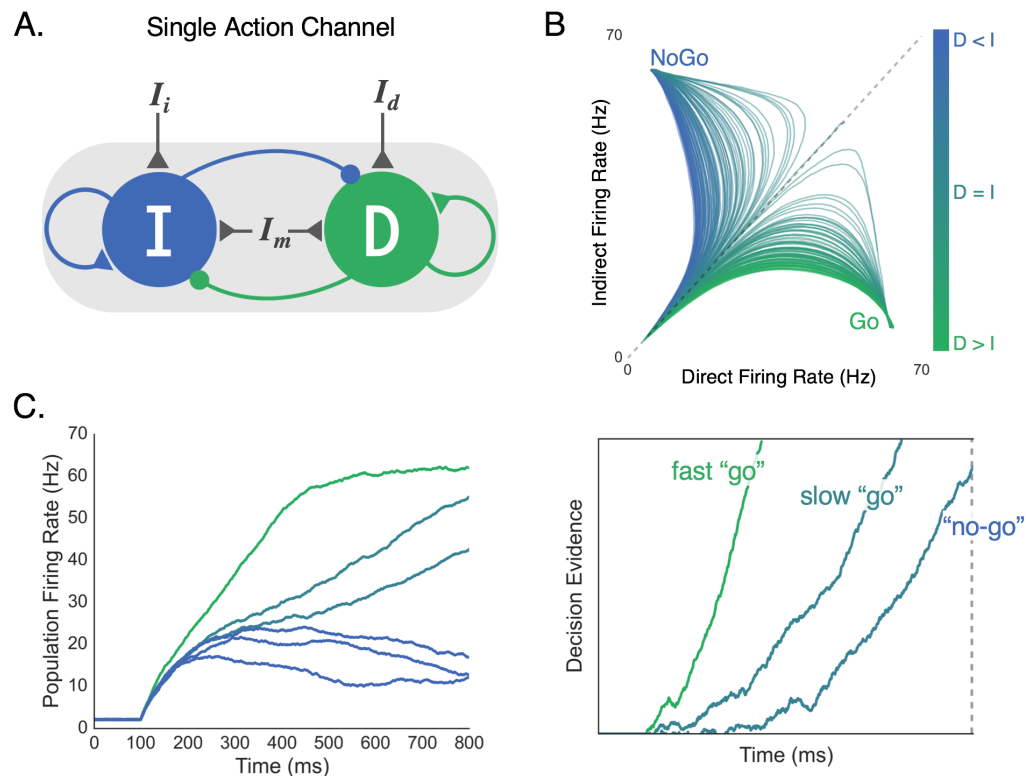 A.
Single Action Channel
I_i
I_d
I
I_m
D
B
70
Indirect Firing Rate (Hz)
NoGo
Go
0
0
Direct Firing Rate (Hz)
70
D < I
D = I
D > I
C.
Population Firing Rate (Hz)
70
60
50
40
30
20
10
0
0 100 200 300 400 500 600 700 800
Time (ms)
Decision Evidence
fast “go”
slow “go”
“no-go”
Time (ms)